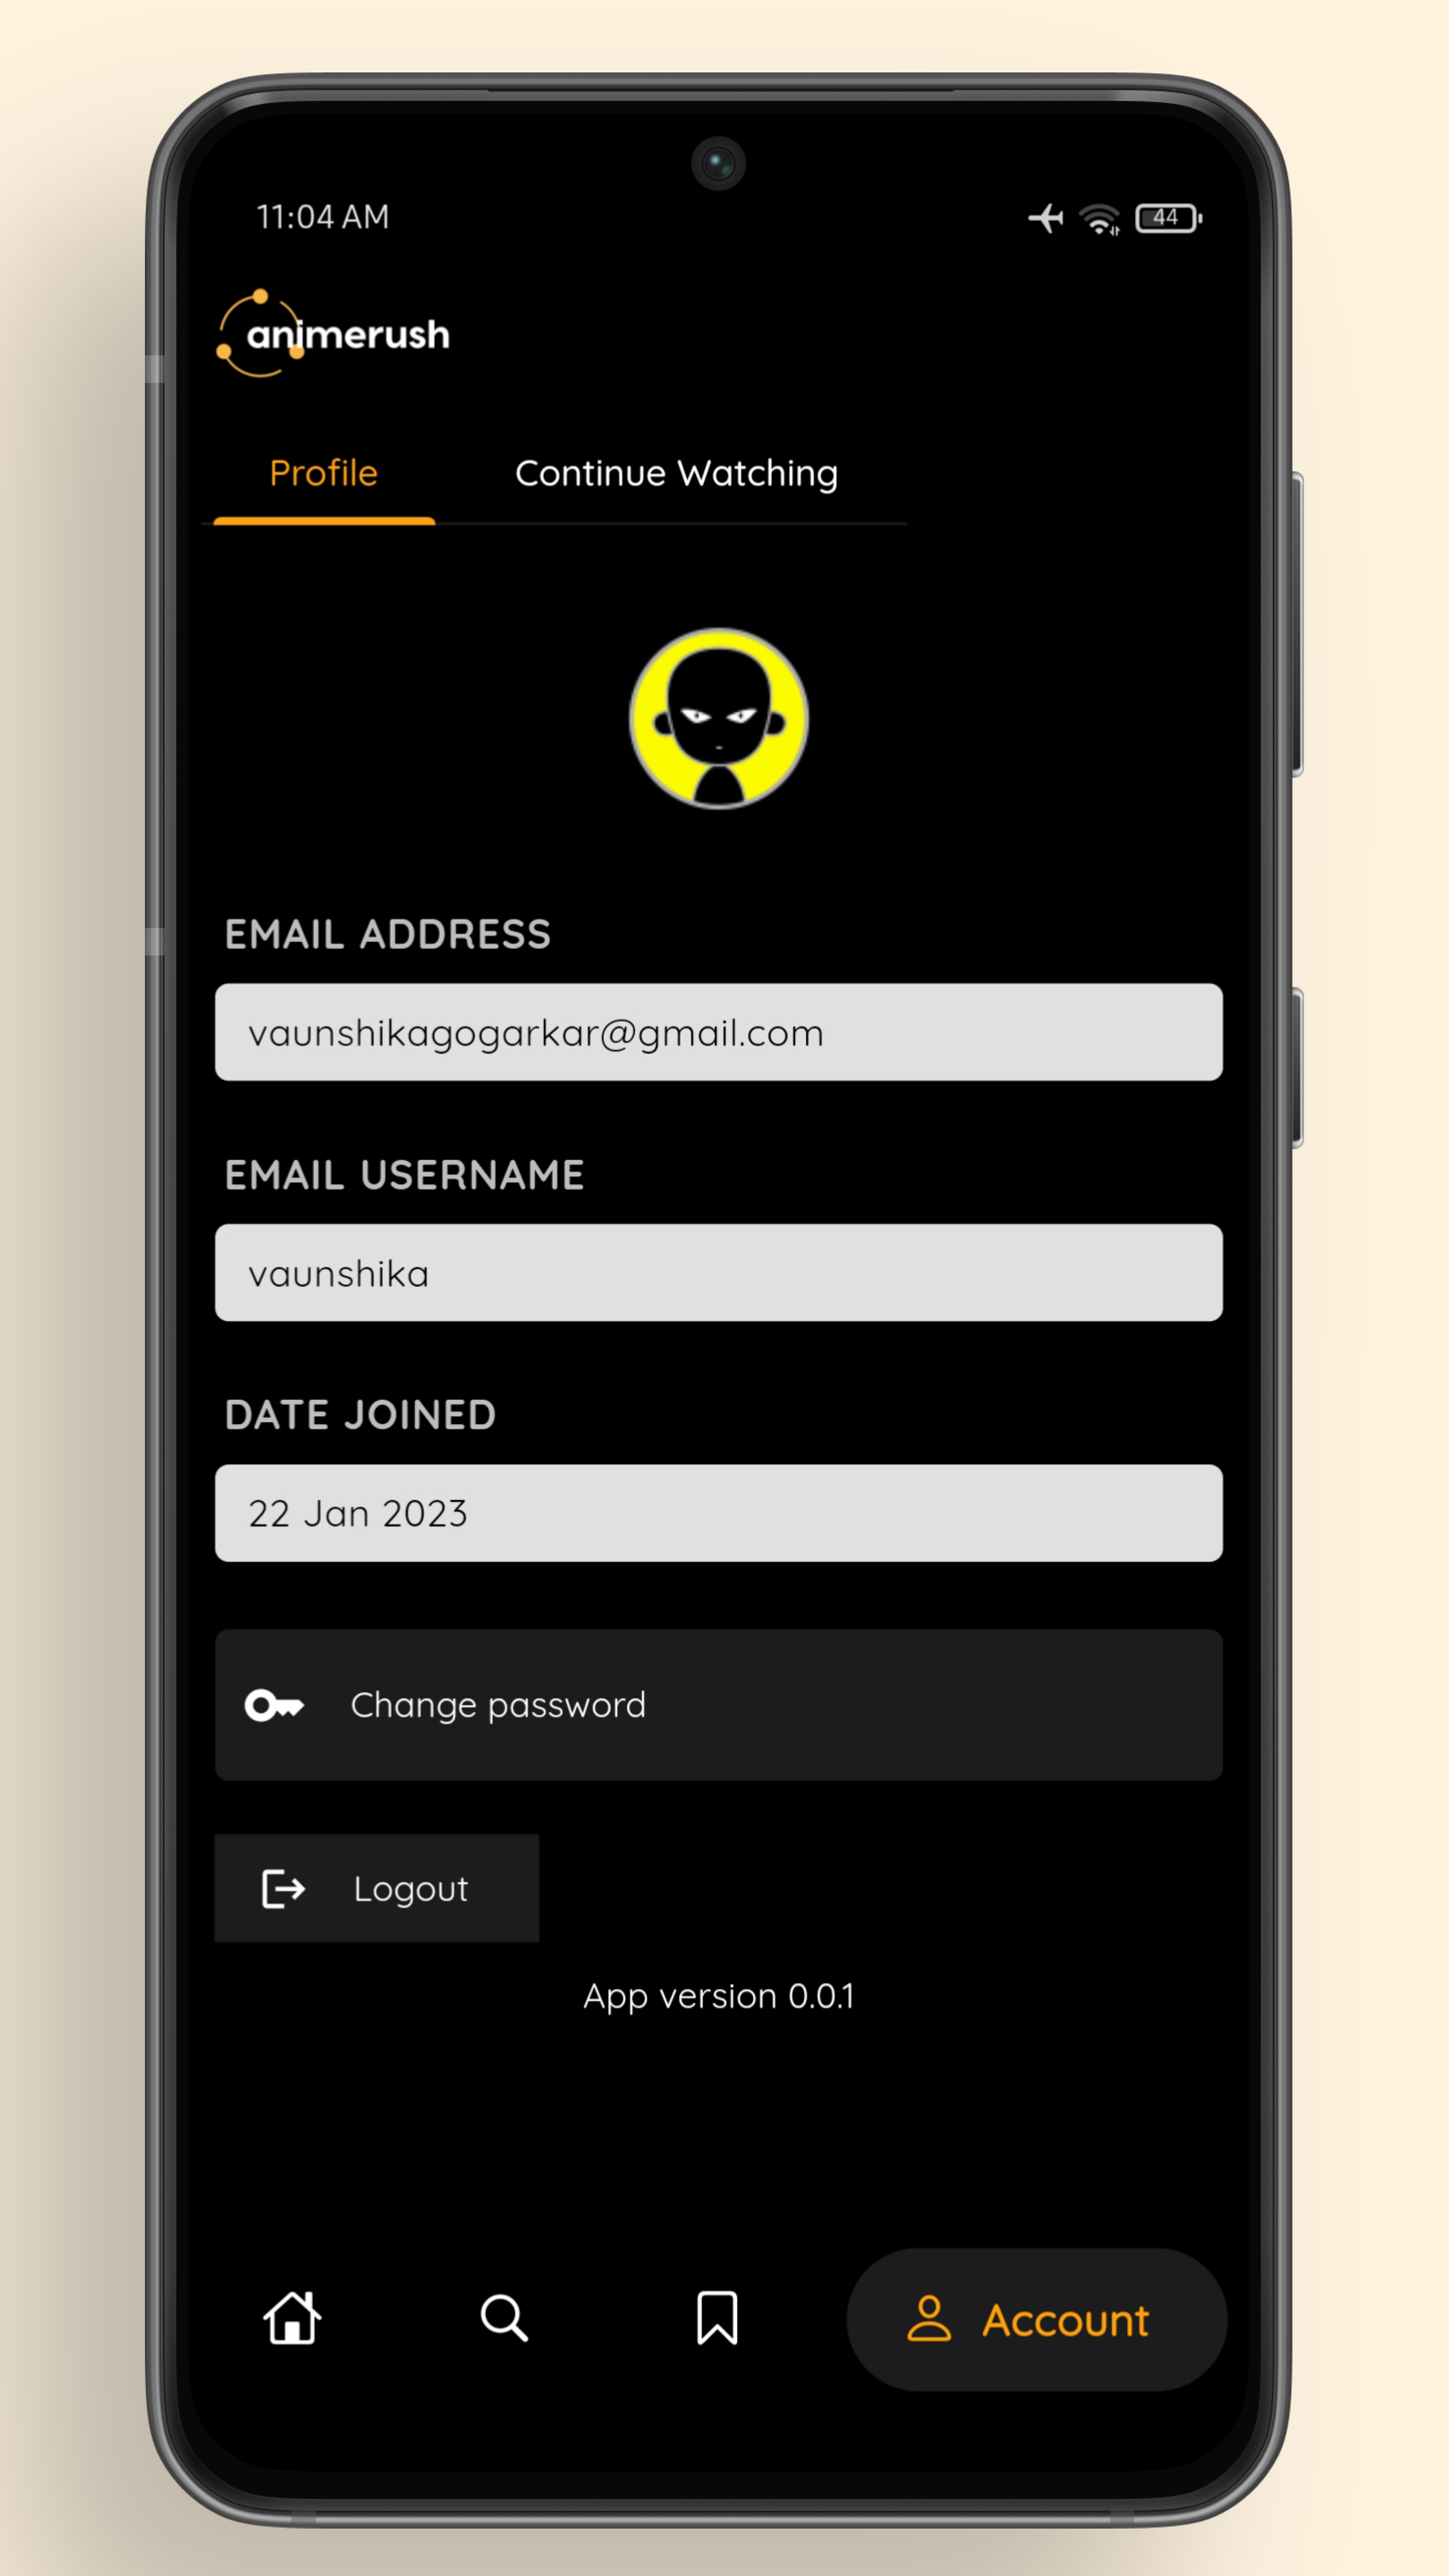 11:04 AM
44
animerush
Profile Continue Watching
EMAIL ADDRESS
vaunshikagogarkar@gmail.com
EMAIL USERNAME
vaunshika
DATE JOINED
22 Jan 2023
Change password
Logout
App version 0.0.1
Account